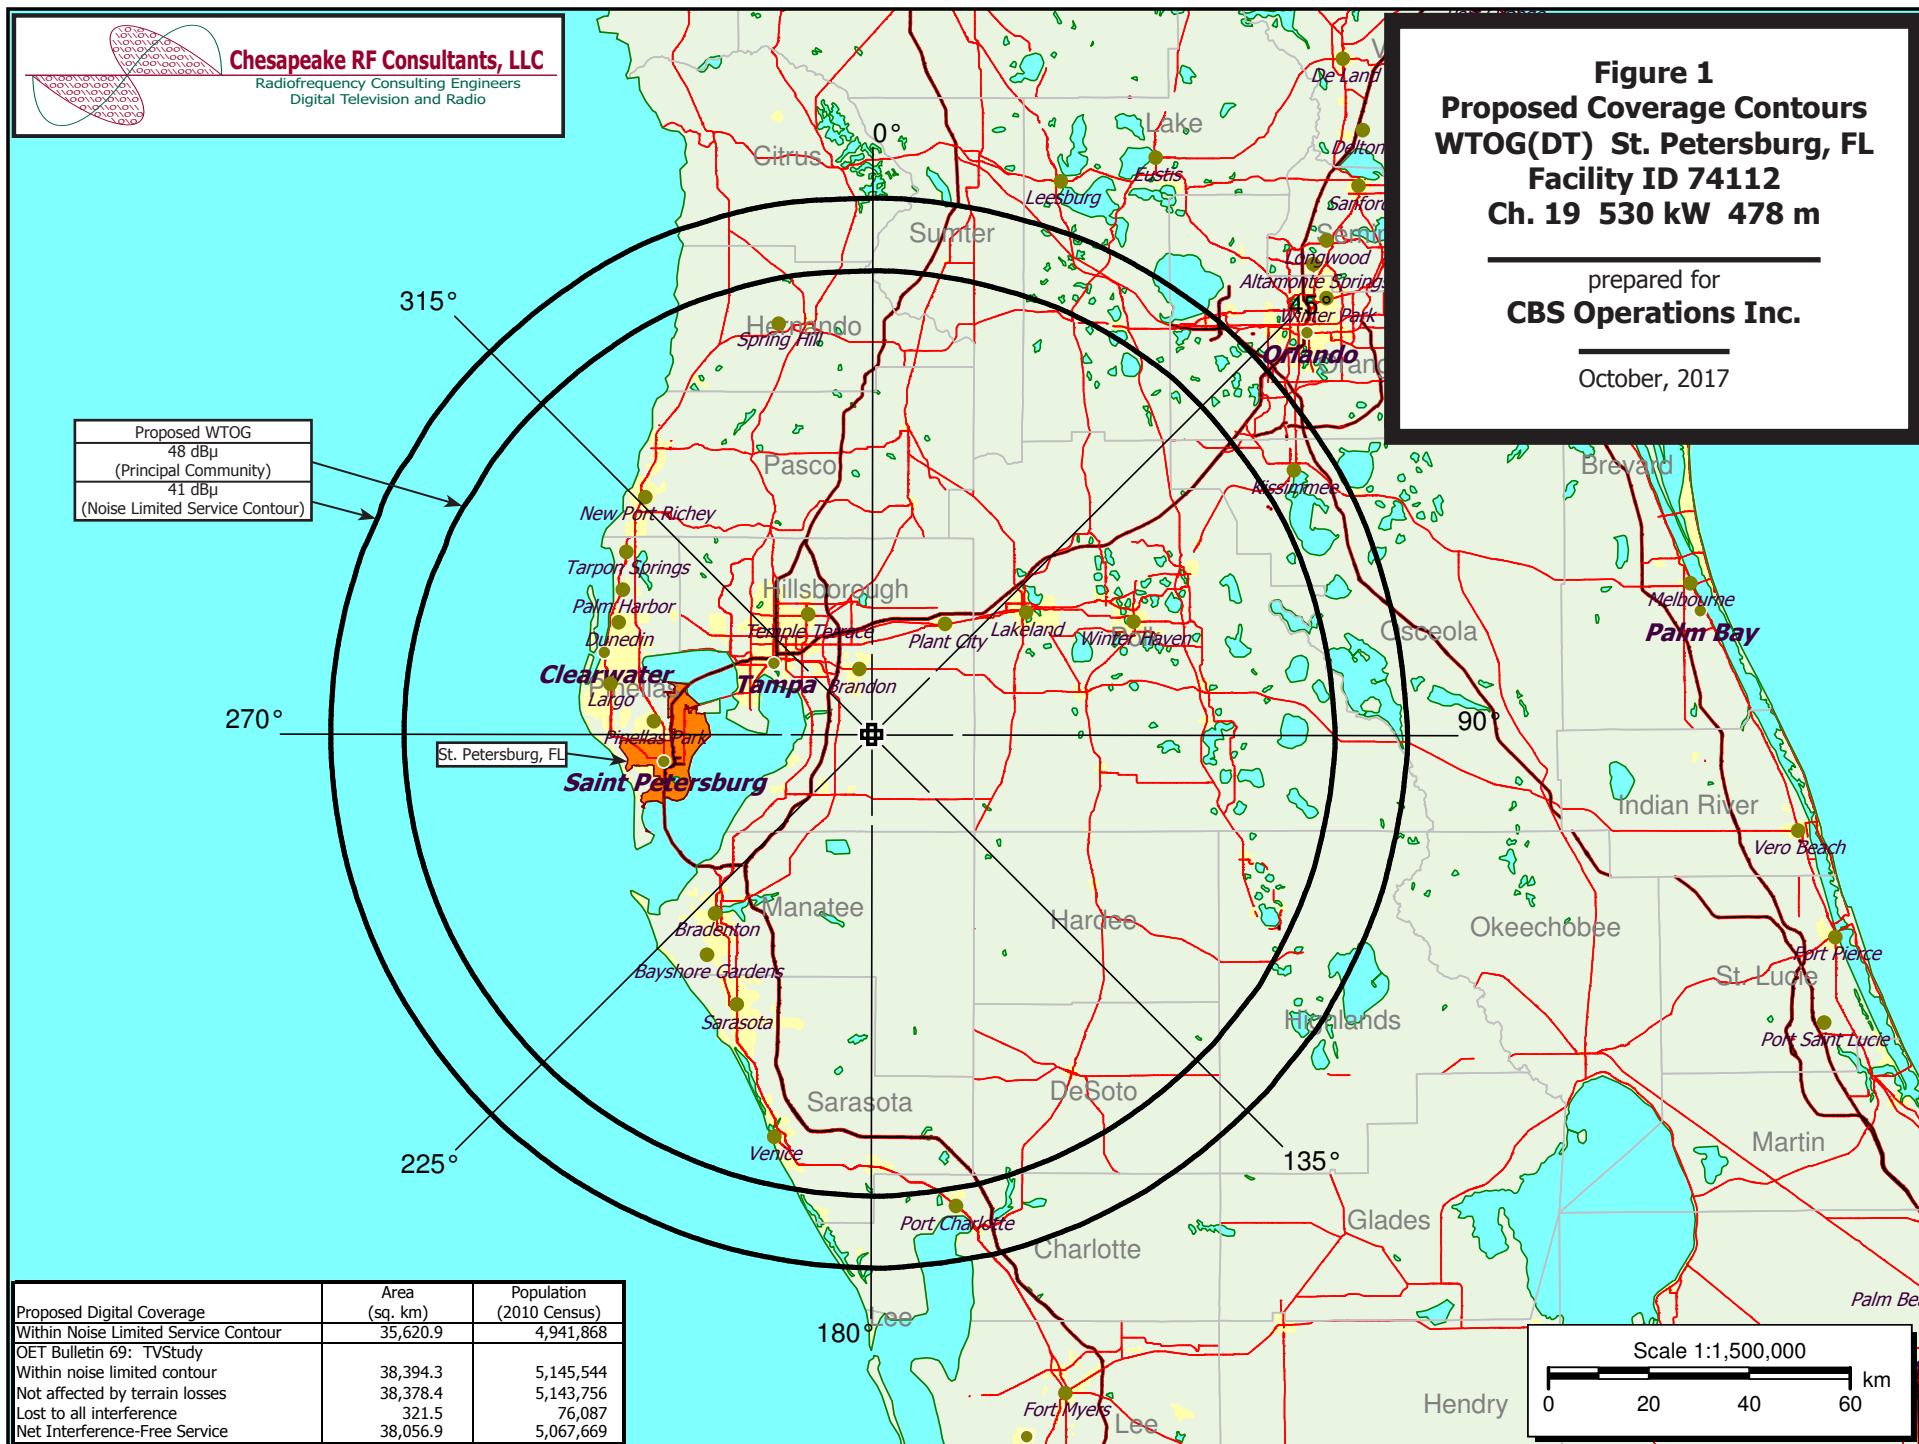 Chesapeake RF Consultants, LLC
Radiofrequency Consulting Engineers
Digital Television and Radio
Figure 1
Proposed Coverage Contours
WTOG(DT) St. Petersburg, FL
Facility ID 74112
Ch. 19 530 kW 478 m
prepared for
CBS Operations Inc.
October, 2017
De Land
Lake
0°
Citrus
Eustis
Leesburg
Sumter
Longwood
Altamonte Springs
315°
45°
Winter Park
Hernando
Spring Hill
Orlando
Proposed WTOG
48 dBµ
(Principal Community)
41 dBµ
(Noise Limited Service Contour)
Pasco
Brevard
Kissimmee
New Port Richey
Tarpon Springs
Hillsborough
Palm Harbor
Melbourne
Temple Terrace
Dunedin
Plant City
Lakeland
Winter Haven
Polk
Osceola
Palm Bay
Clearwater
Pinellas
Tampa
Brandon
Largo
270°
90°
Pinellas Park
St. Petersburg, FL
Saint Petersburg
Indian River
Vero Beach
Manatee
Hardee
Okeechobee
Bradenton
Fort Pierce
Bayshore Gardens
St. Lucie
Sarasota
Highlands
Port Saint Lucie
DeSoto
Sarasota
Martin
Venice
225°
135°
Port Charlotte
Glades
Charlotte
Palm Be
Lee
180°
Fort Myers
Lee
Hendry
Proposed Digital Coverage Area (sq. km) Population (2010 Census)
Within Noise Limited Service Contour 35,620.9 4,941,868
OET Bulletin 69: TVStudy
Within noise limited contour 38,394.3 5,145,544
Not affected by terrain losses 38,378.4 5,143,756
Lost to all interference 321.5 76,087
Net Interference-Free Service 38,056.9 5,067,669
Scale 1:1,500,000
km
0 20 40 60